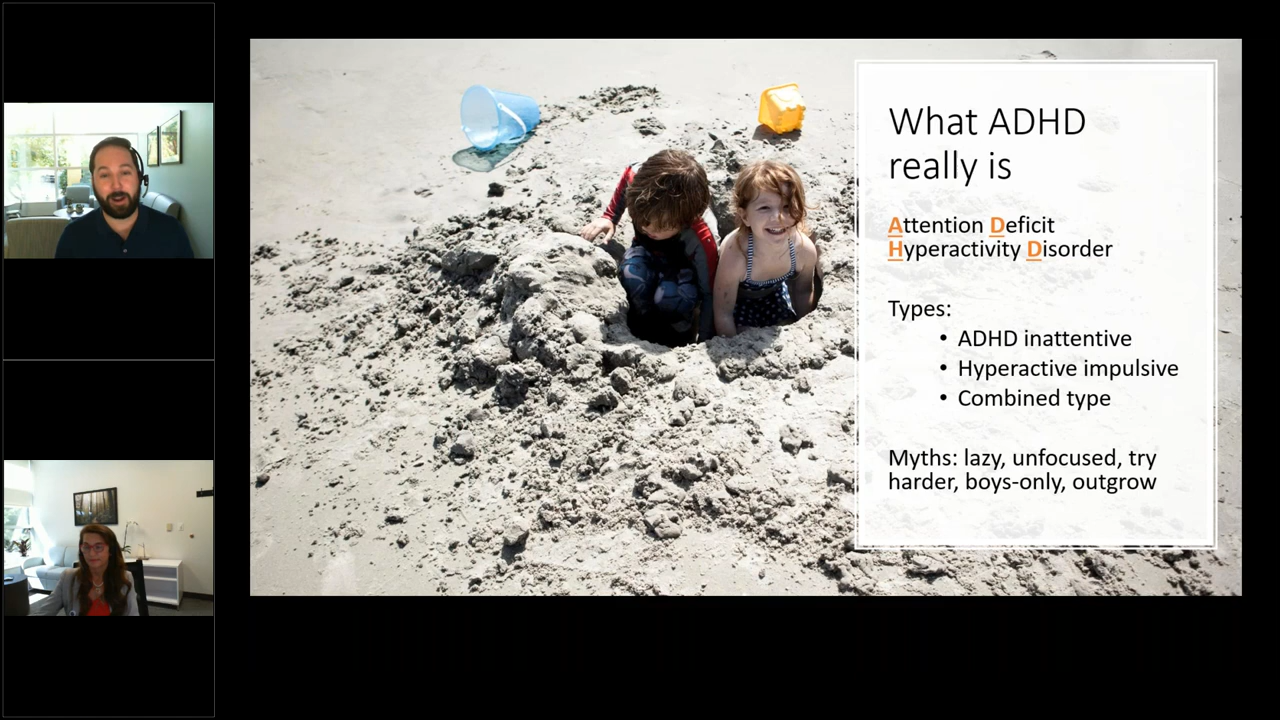 What ADHD
really is
Attention Deficit
Hyperactivity Disorder
Types:
• ADHD inattentive
• Hyperactive impulsive
• Combined type
Myths: lazy, unfocused, try
harder, boys-only, outgrow